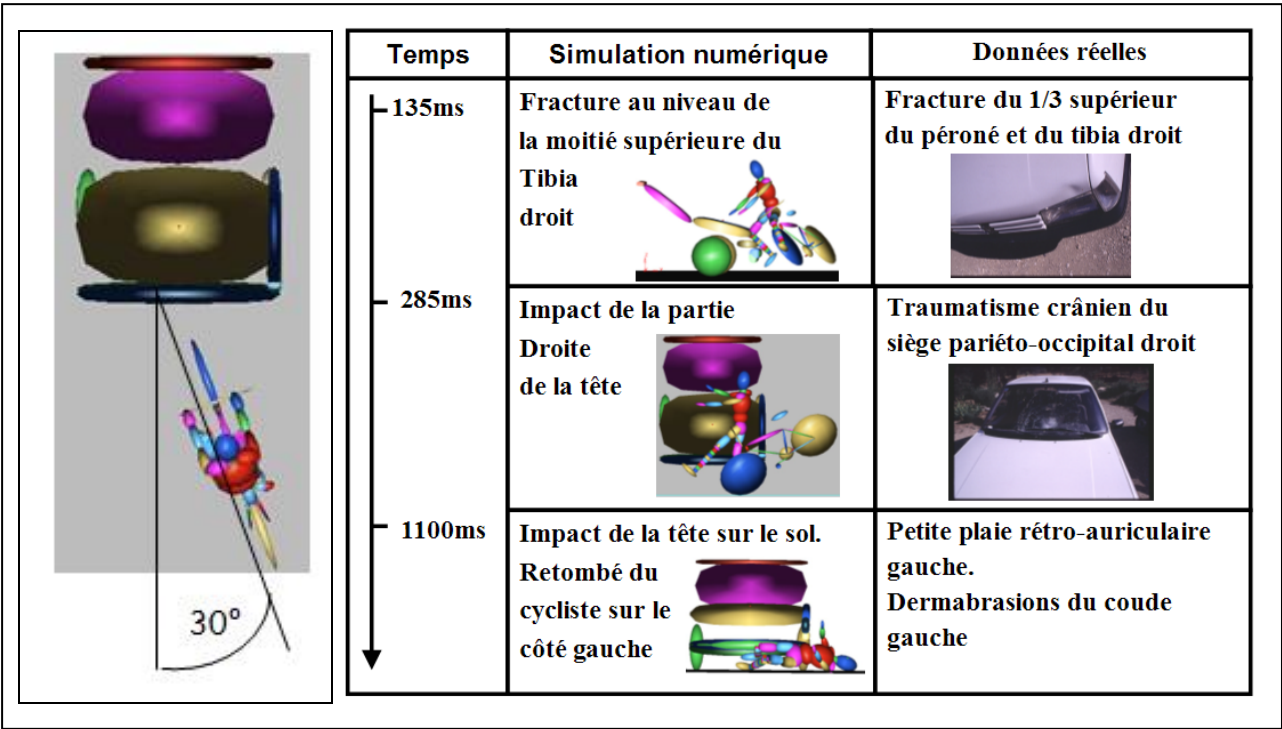 30°
Temps
Simulation numérique
Données réelles
135ms
Fracture au niveau de
la moitié supérieure du
Tibia
droit
Fracture du 1/3 supérieur
du péroné et du tibia droit
285ms
Impact de la partie
Droite
de la tête
Traumatisme crânien du
siège pariéto-occipital droit
1100ms
Impact de la tête sur le sol.
Retombé du
cycliste sur le
côté gauche
Petite plaie rétro-auriculaire
gauche.
Dermabrasions du coude
gauche